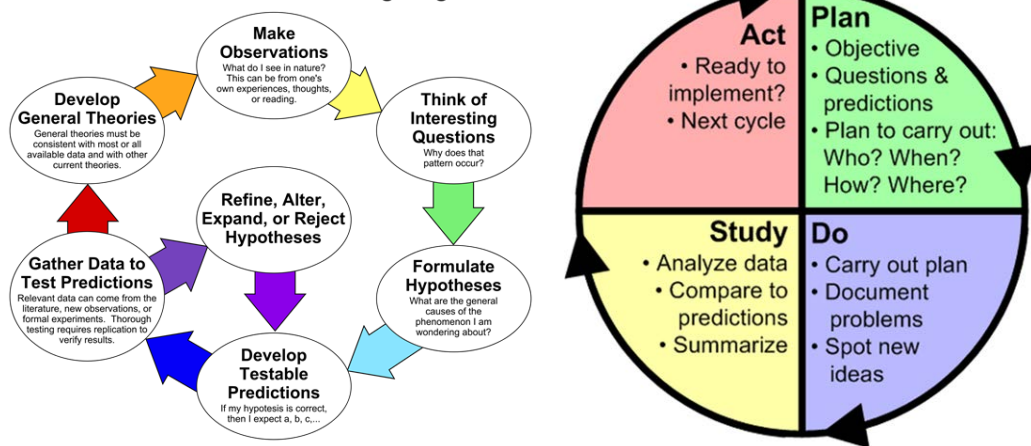 Make
Observations
What do I see in nature?
This can be from one's
own experiences, thoughts,
or reading.
Think of
Interesting
Questions
Why does that
pattern occur?
Formulate
Hypotheses
What are the general
causes of the
phenomenon I am
wondering about?
Develop
Testable
Predictions
If my hypotesis is correct,
then I expect a, b, c,...
Gather Data to
Test Predictions
Relevant data can come from the
literature, new observations, or
formal experiments. Thorough
testing requires replication to
verify results.
Refine, Alter,
Expand, or Reject
Hypotheses
Develop
General Theories
General theories must be
consistent with most or all
available data and with other
current theories.
Plan
• Objective
• Questions &
predictions
• Plan to carry out:
Who? When?
How? Where?
Do
• Carry out plan
• Document
problems
• Spot new
ideas
Study
• Analyze data
• Compare to
predictions
• Summarize
Act
• Ready to
implement?
• Next cycle